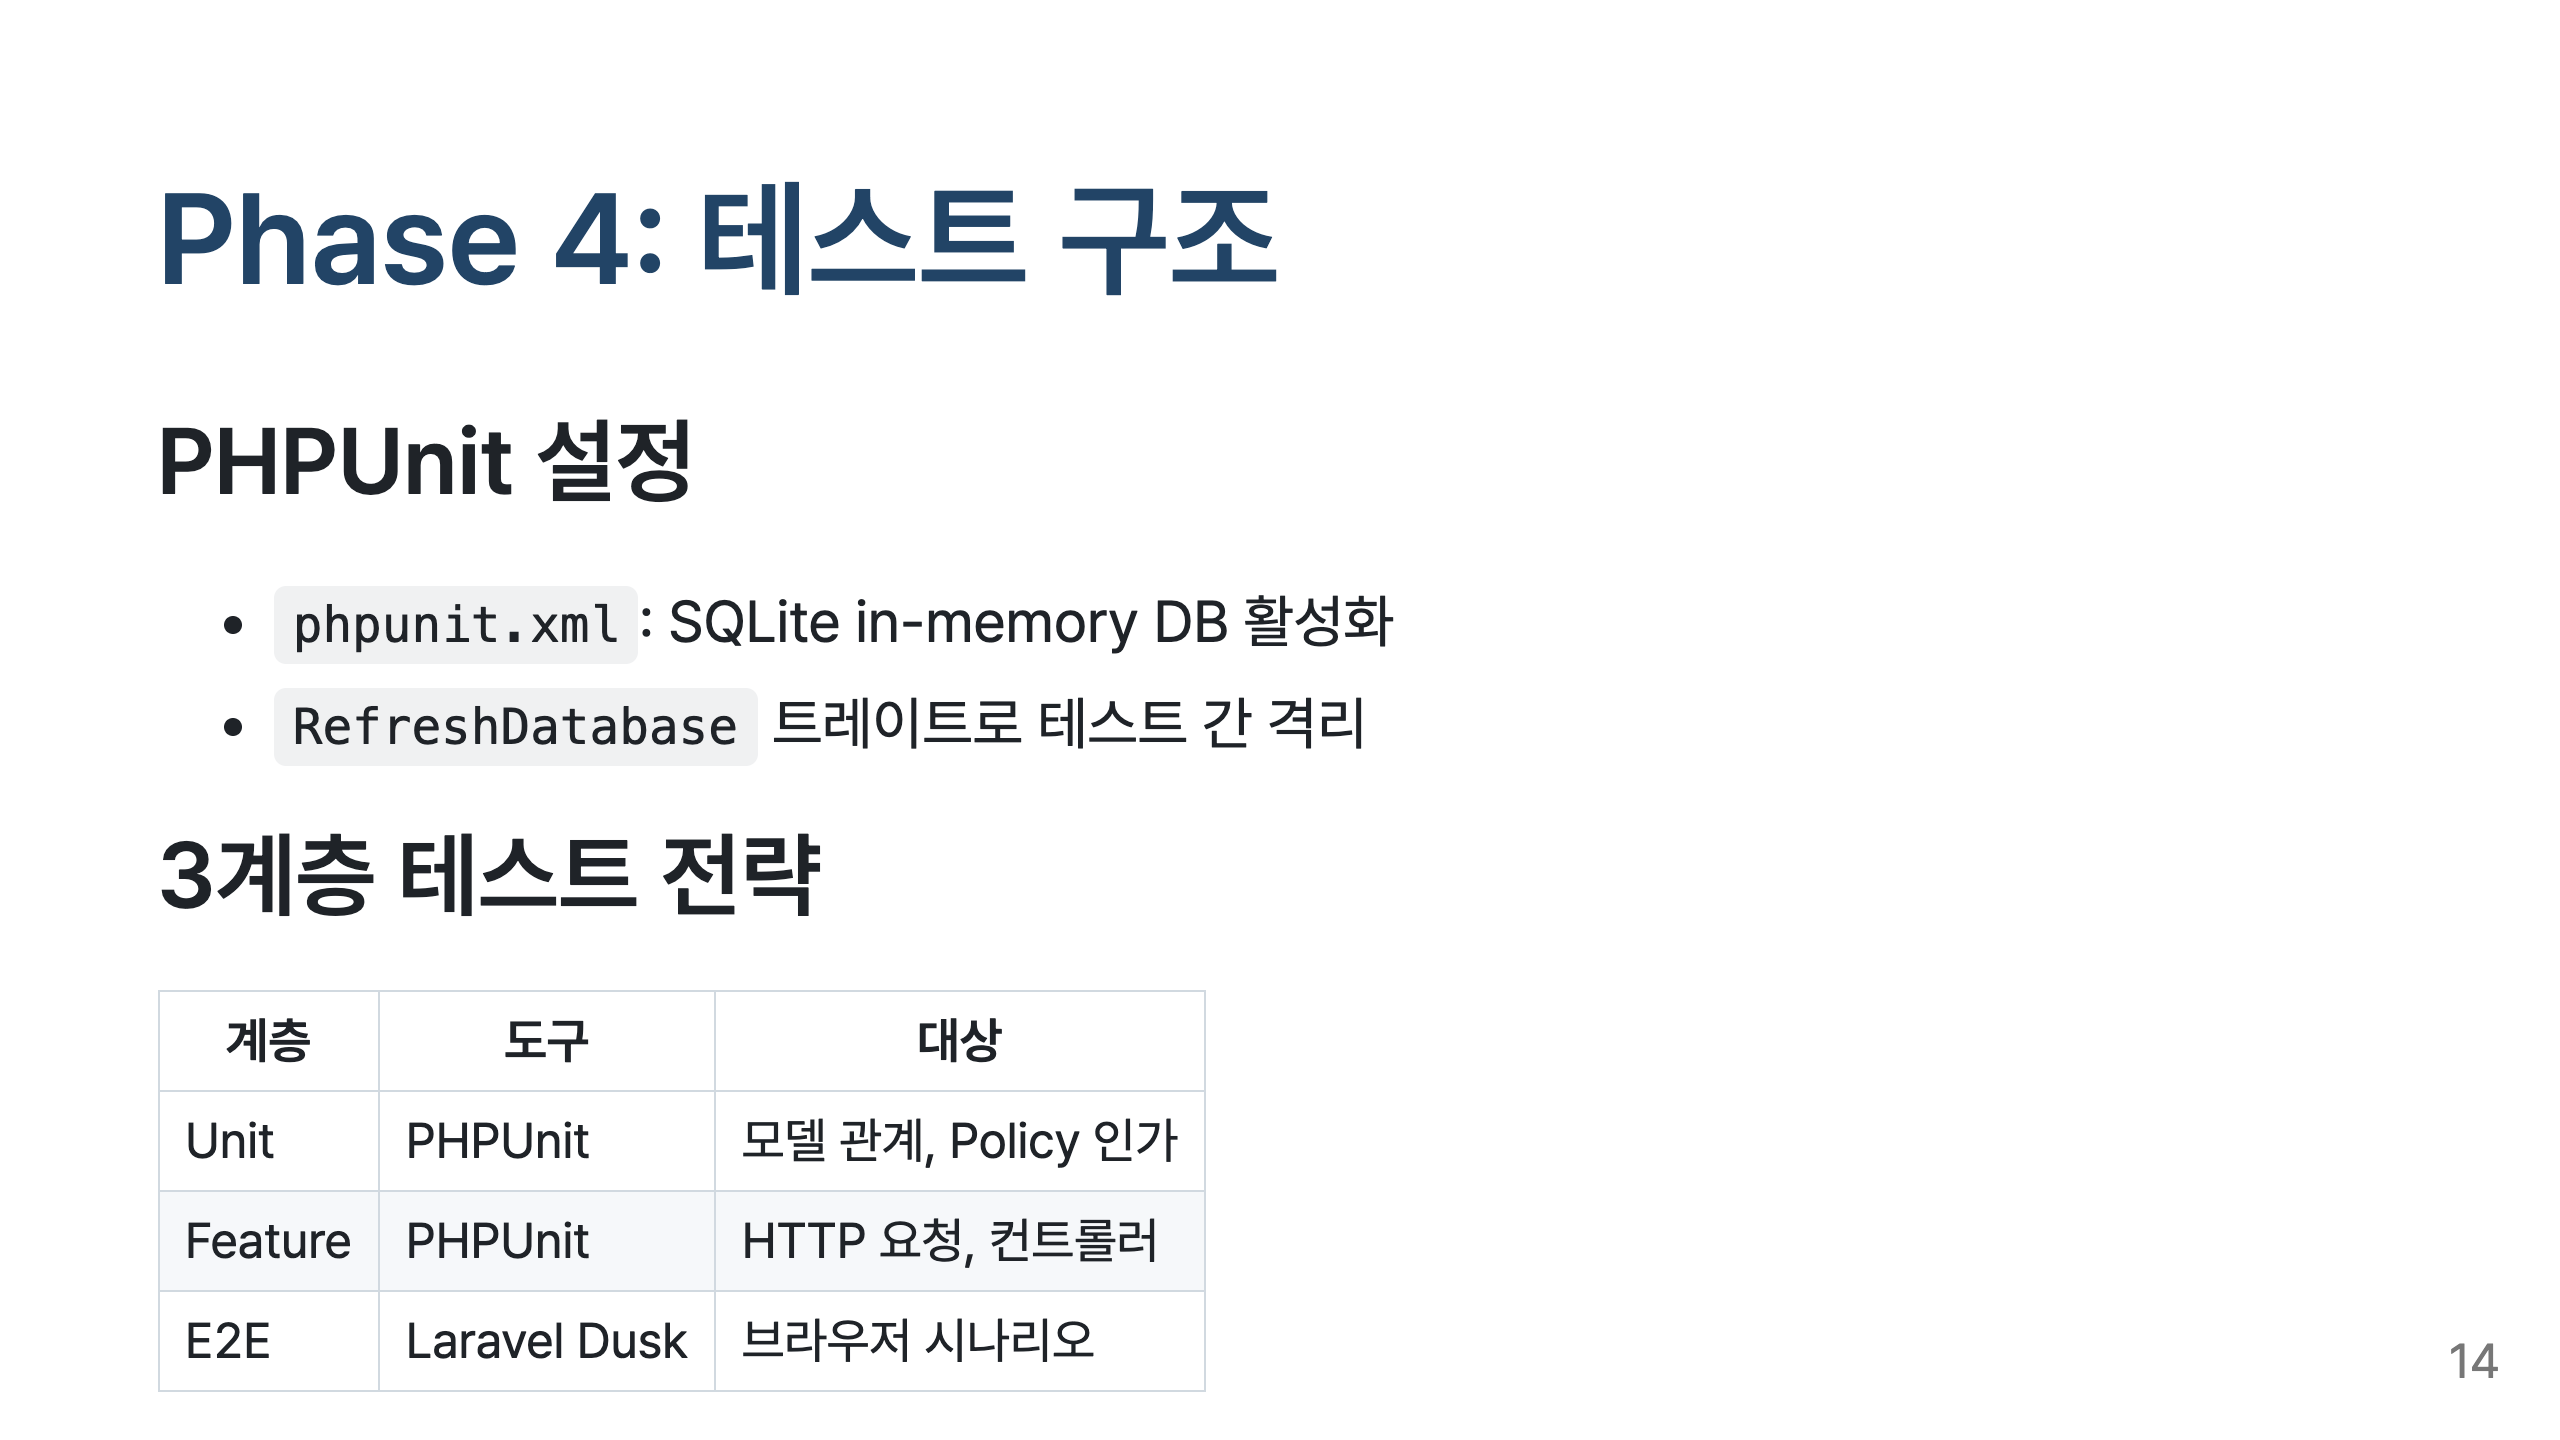 Phase 4: 테스트 구조
PHPUnit 설정
• phpunit.xml : SQLite in-memory DB 활성화
• RefreshDatabase 트레이트로 테스트 간 격리
3계층 테스트 전략
계층 도구 대상
Unit PHPUnit 모델 관계, Policy 인가
Feature PHPUnit HTTP 요청, 컨트롤러
E2E Laravel Dusk 브라우저 시나리오
14